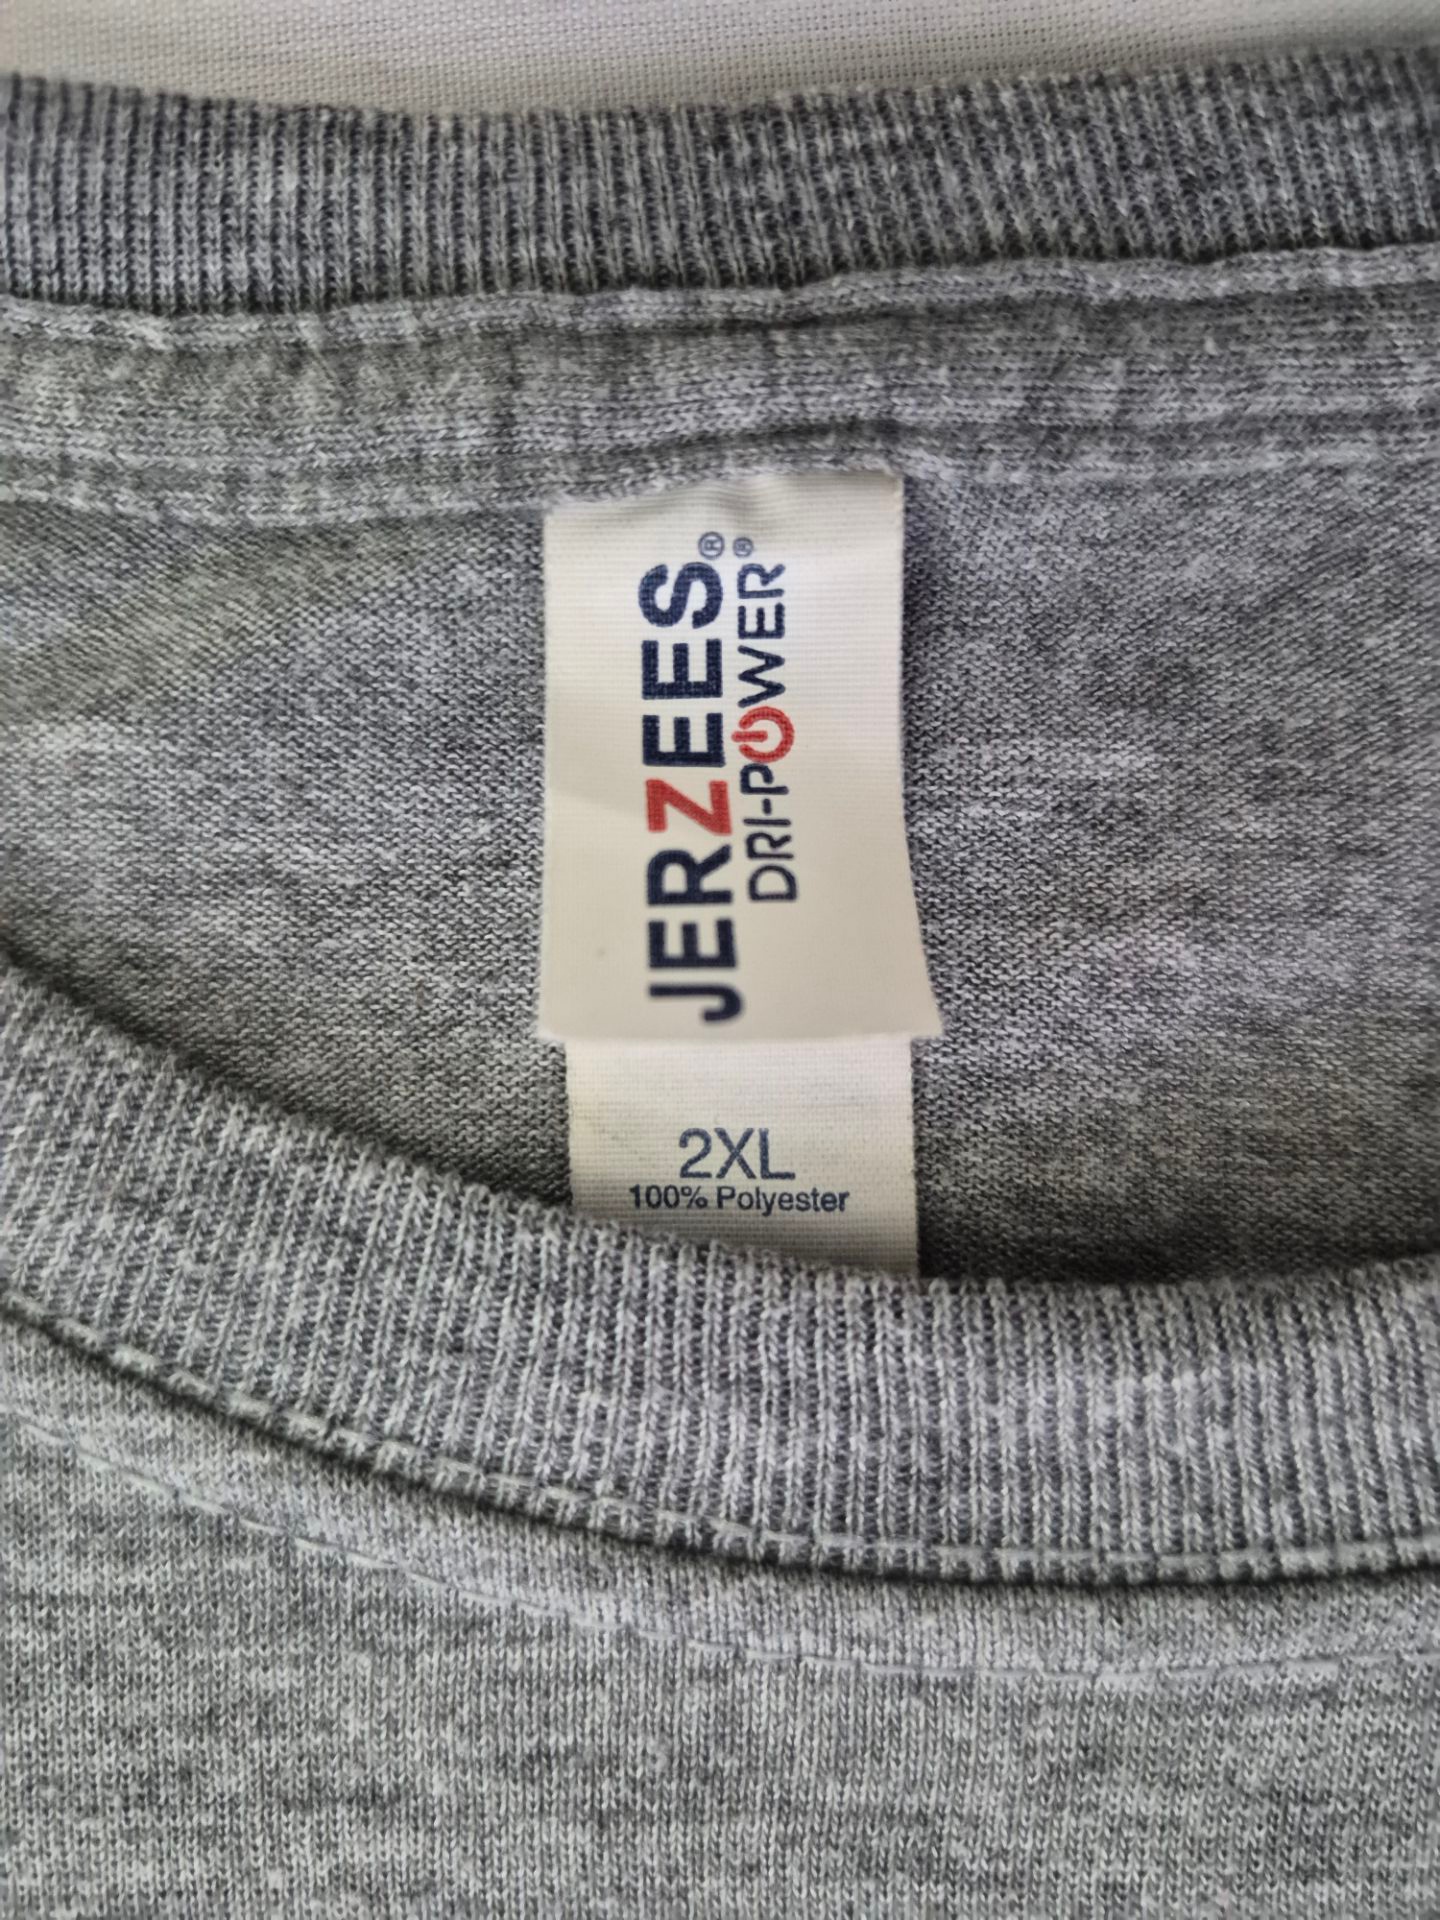 JERZEES®
DRI-POWER®
2XL
100% Polyester